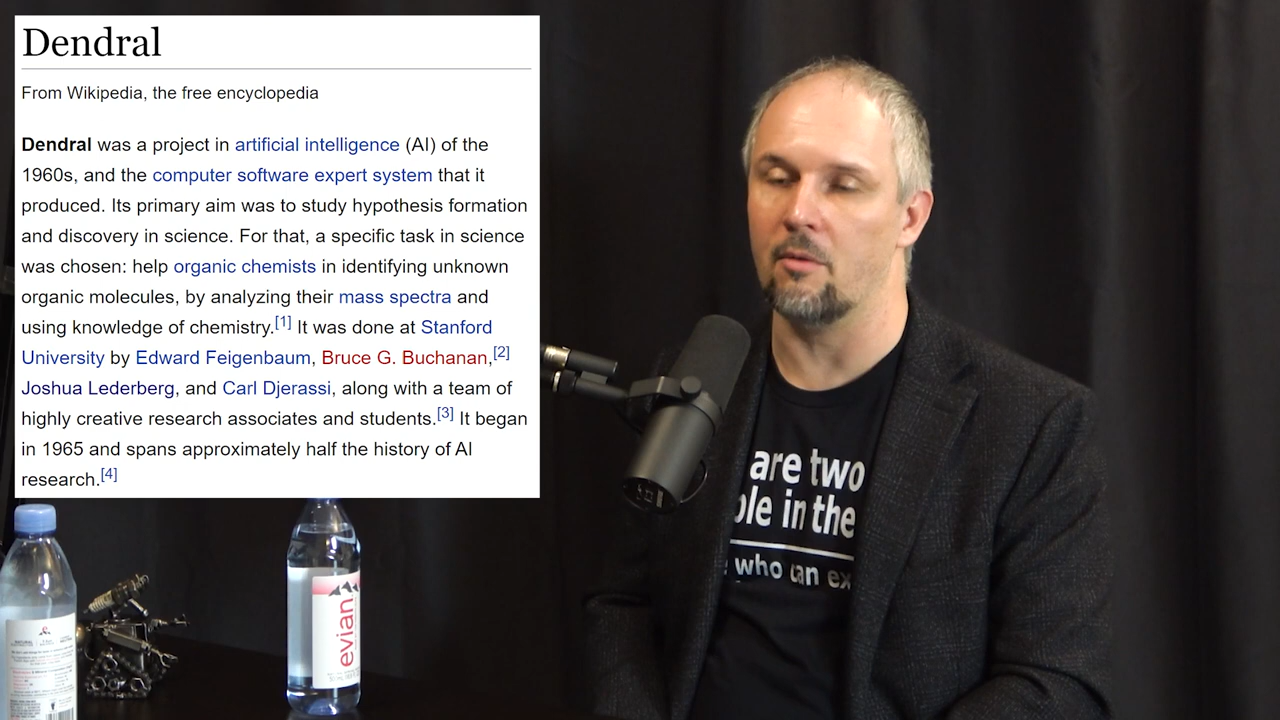 Dendral
From Wikipedia, the free encyclopedia
Dendral was a project in artificial intelligence (AI) of the
1960s, and the computer software expert system that it
produced. Its primary aim was to study hypothesis formation
and discovery in science. For that, a specific task in science
was chosen: help organic chemists in identifying unknown
organic molecules, by analyzing their mass spectra and
using knowledge of chemistry.[1] It was done at Stanford
University by Edward Feigenbaum, Bruce G. Buchanan,[2]
Joshua Lederberg, and Carl Djerassi, along with a team of
highly creative research associates and students.[3] It began
in 1965 and spans approximately half the history of AI
research.[4]
are two
ple in the
who can ex
evian